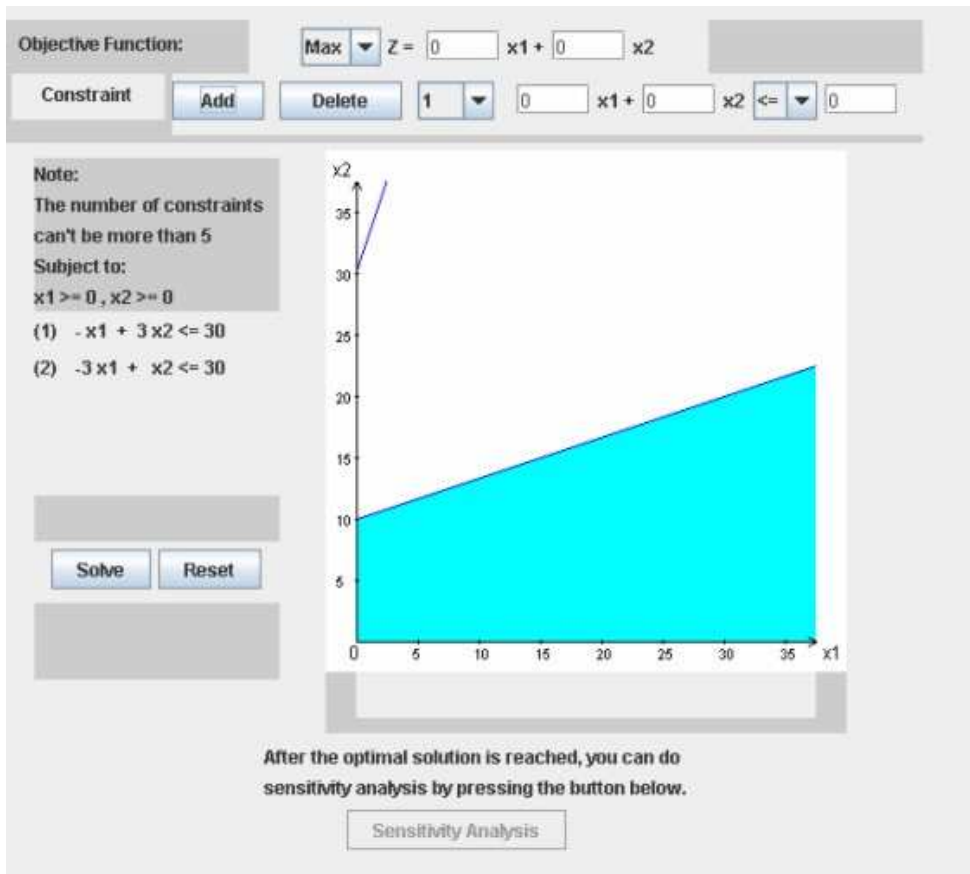 Objective Function: Max Z = 0 x1 + 0 x2
Constraint Add Delete 1 0 x1 + 0 x2 <= 0
Note:
The number of constraints
can't be more than 5
Subject to:
x1 >= 0 , x2 >= 0
(1) - x1 + 3 x2 <= 30
(2) -3 x1 + x2 <= 30
Solve Reset
x2
35
30
25
20
15
10
5
0 5 10 15 20 25 30 35 x1
After the optimal solution is reached, you can do
sensitivity analysis by pressing the button below.
Sensitivity Analysis